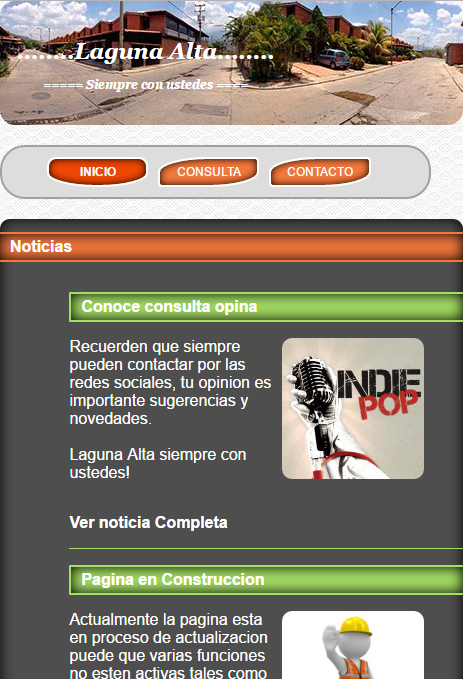 ........Laguna Alta........
===== Siempre con ustedes =====
INICIO
CONSULTA
CONTACTO
Noticias
Conoce consulta opina
Recuerden que siempre
pueden contactar por las
redes sociales, tu opinion es
importante sugerencias y
novedades.
Laguna Alta siempre con
ustedes!
INDIE
POP
Ver noticia Completa
Pagina en Construccion
Actualmente la pagina esta
en proceso de actualizacion
puede que varias funciones
no esten activas tales como